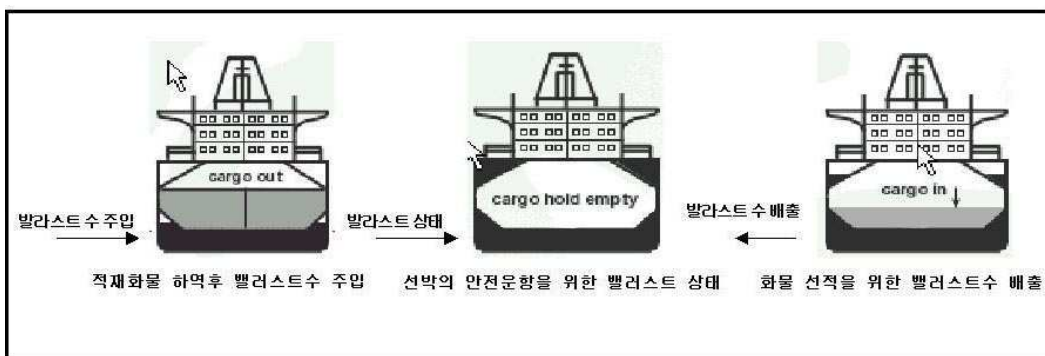 cargo out
cargo hold empty
cargo in
발라스트수 주입
발라스트 상태
발라스트 수 배출
적재화물 하역후 밸러스트수 주입
선박의 안전운항을 위한 밸러스트 상태
화물 선적을 위한 밸러스트수 배출